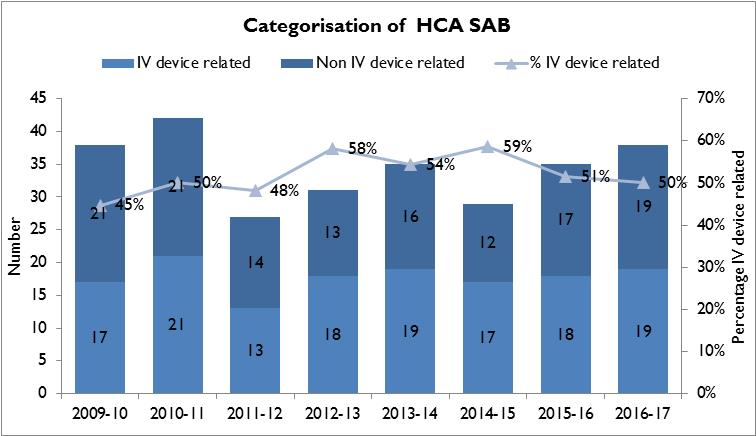 Categorisation of HCA SAB
IV device related Non IV device related % IV device related
45 70%
40 60%
35 50%
30 40%
25 30%
20 20%
15 10%
10 0%
5
0
Number
Percentage IV device related
21 21 14 13 16 12 17 19
17 21 13 18 19 17 18 19
45% 50% 48% 58% 54% 59% 51% 50%
2009-10 2010-11 2011-12 2012-13 2013-14 2014-15 2015-16 2016-17